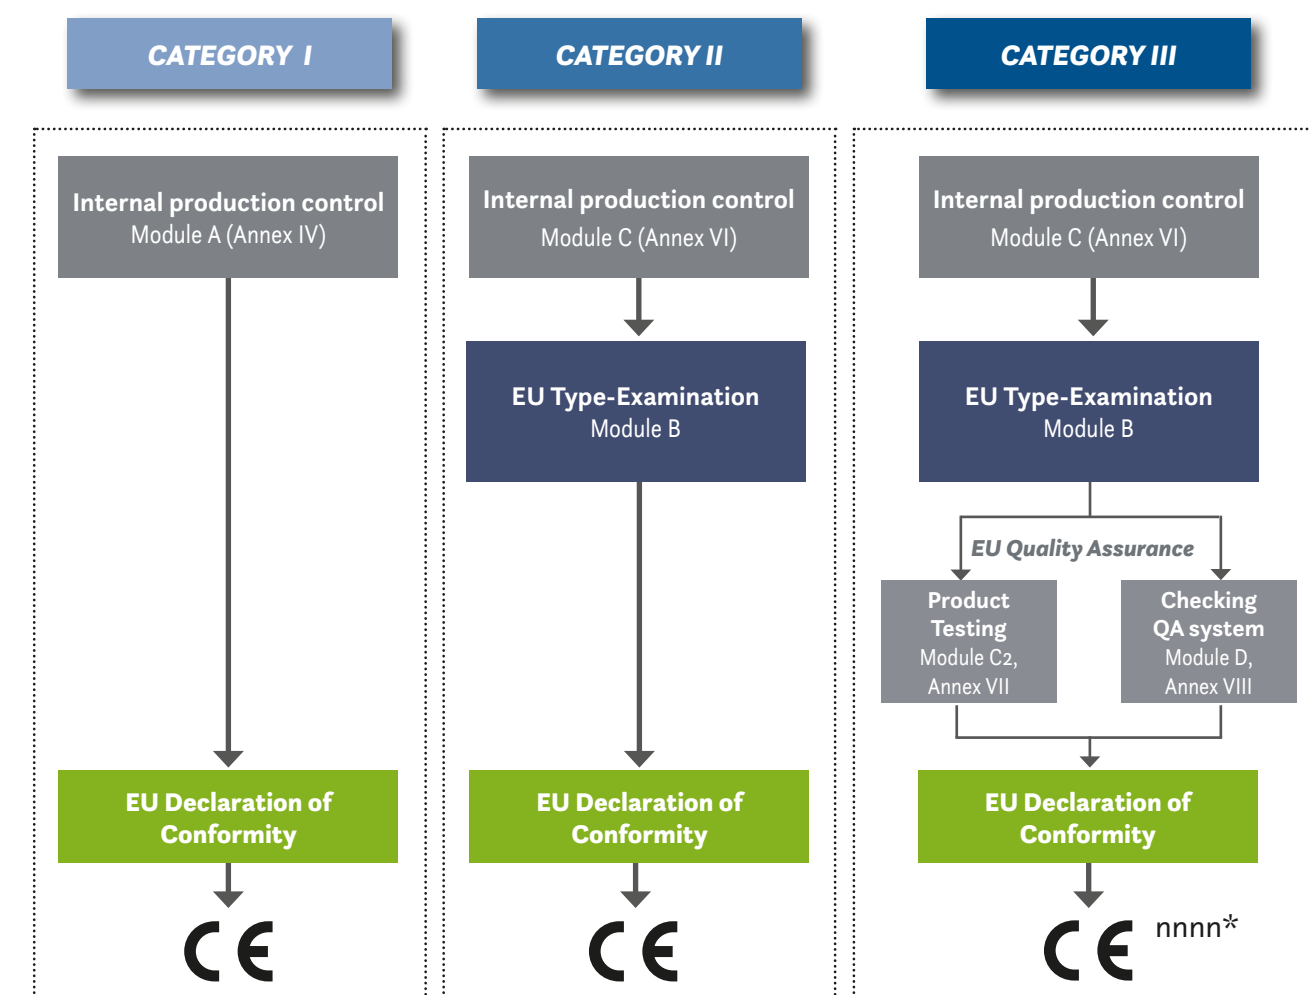 CATEGORY I
CATEGORY II
CATEGORY III
Internal production control
Module A (Annex IV)
Internal production control
Module C (Annex VI)
Internal production control
Module C (Annex VI)
EU Type-Examination
Module B
EU Type-Examination
Module B
EU Quality Assurance
Product
Testing
Module C2,
Annex VII
Checking
QA system
Module D,
Annex VIII
EU Declaration of
Conformity
EU Declaration of
Conformity
EU Declaration of
Conformity
CE
CE
CE nnnn*